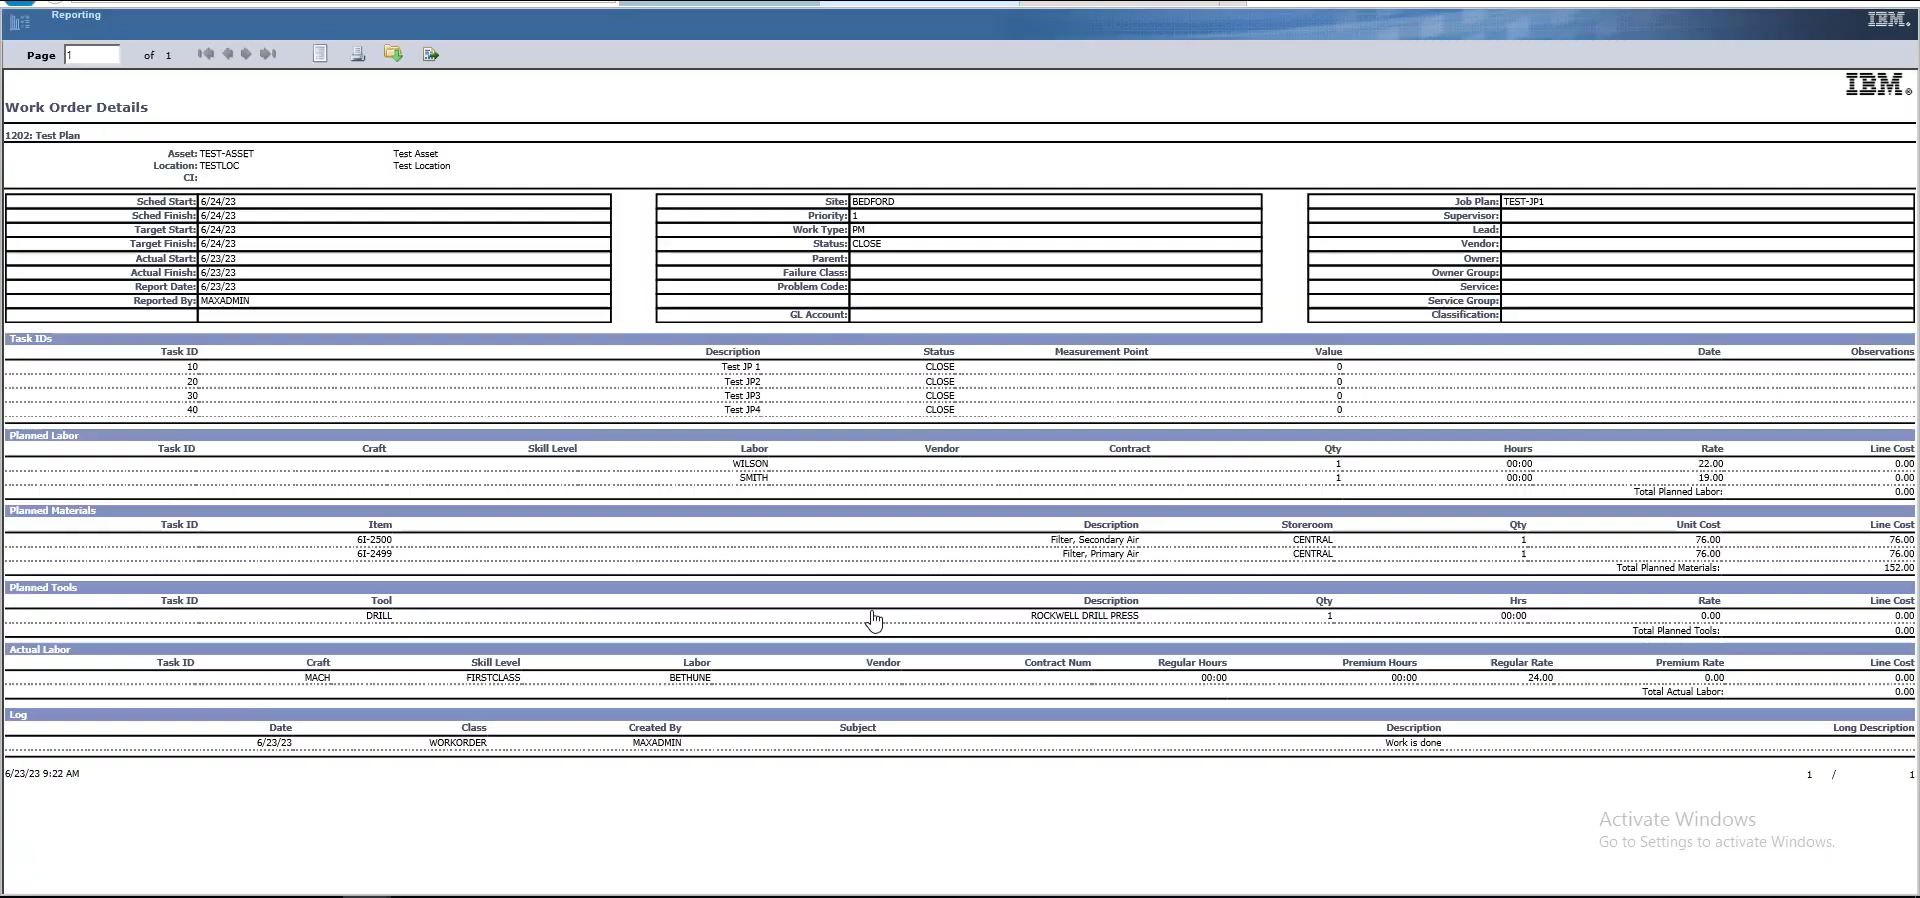 Reporting
IBM.
Page 1 of 1
IBM®
Work Order Details
1202: Test Plan
Asset: TEST-ASSET Test Asset
Location: TESTLOC Test Location
CI:
Sched Start: 6/24/23 Site: BEDFORD Job Plan: TEST-JP1
Sched Finish: 6/24/23 Priority: 1 Supervisor:
Target Start: 6/24/23 Work Type: PM Lead:
Target Finish: 6/24/23 Status: CLOSE Vendor:
Actual Start: 6/23/23 Parent: Owner:
Actual Finish: 6/23/23 Failure Class: Owner Group:
Report Date: 6/23/23 Problem Code: Service:
Reported By: MAXADMIN Service Group:
GL Account: Classification:
Task IDs
Task ID Description Status Measurement Point Value Date Observations
10 Test JP 1 CLOSE 0
20 Test JP2 CLOSE 0
30 Test JP3 CLOSE 0
40 Test JP4 CLOSE 0
Planned Labor
Task ID Craft Skill Level Labor Vendor Contract Qty Hours Rate Line Cost
WILSON 1 00:00 22.00 0.00
SMITH 1 00:00 19.00 0.00
Total Planned Labor: 0.00
Planned Materials
Task ID Item Description Storeroom Qty Unit Cost Line Cost
6I-2500 Filter, Secondary Air CENTRAL 1 76.00 76.00
6I-2499 Filter, Primary Air CENTRAL 1 76.00 76.00
Total Planned Materials: 152.00
Planned Tools
Task ID Tool Description Qty Hrs Rate Line Cost
DRILL ROCKWELL DRILL PRESS 1 00:00 0.00 0.00
Total Planned Tools: 0.00
Actual Labor
Task ID Craft Skill Level Labor Vendor Contract Num Regular Hours Premium Hours Regular Rate Premium Rate Line Cost
MACH FIRSTCLASS BETHUNE 00:00 00:00 24.00 0.00 0.00
Total Actual Labor: 0.00
Log
Date Class Created By Subject Description Long Description
6/23/23 WORKORDER MAXADMIN Work is done
6/23/23 9:22 AM 1 / 1
Activate Windows
Go to Settings to activate Windows.